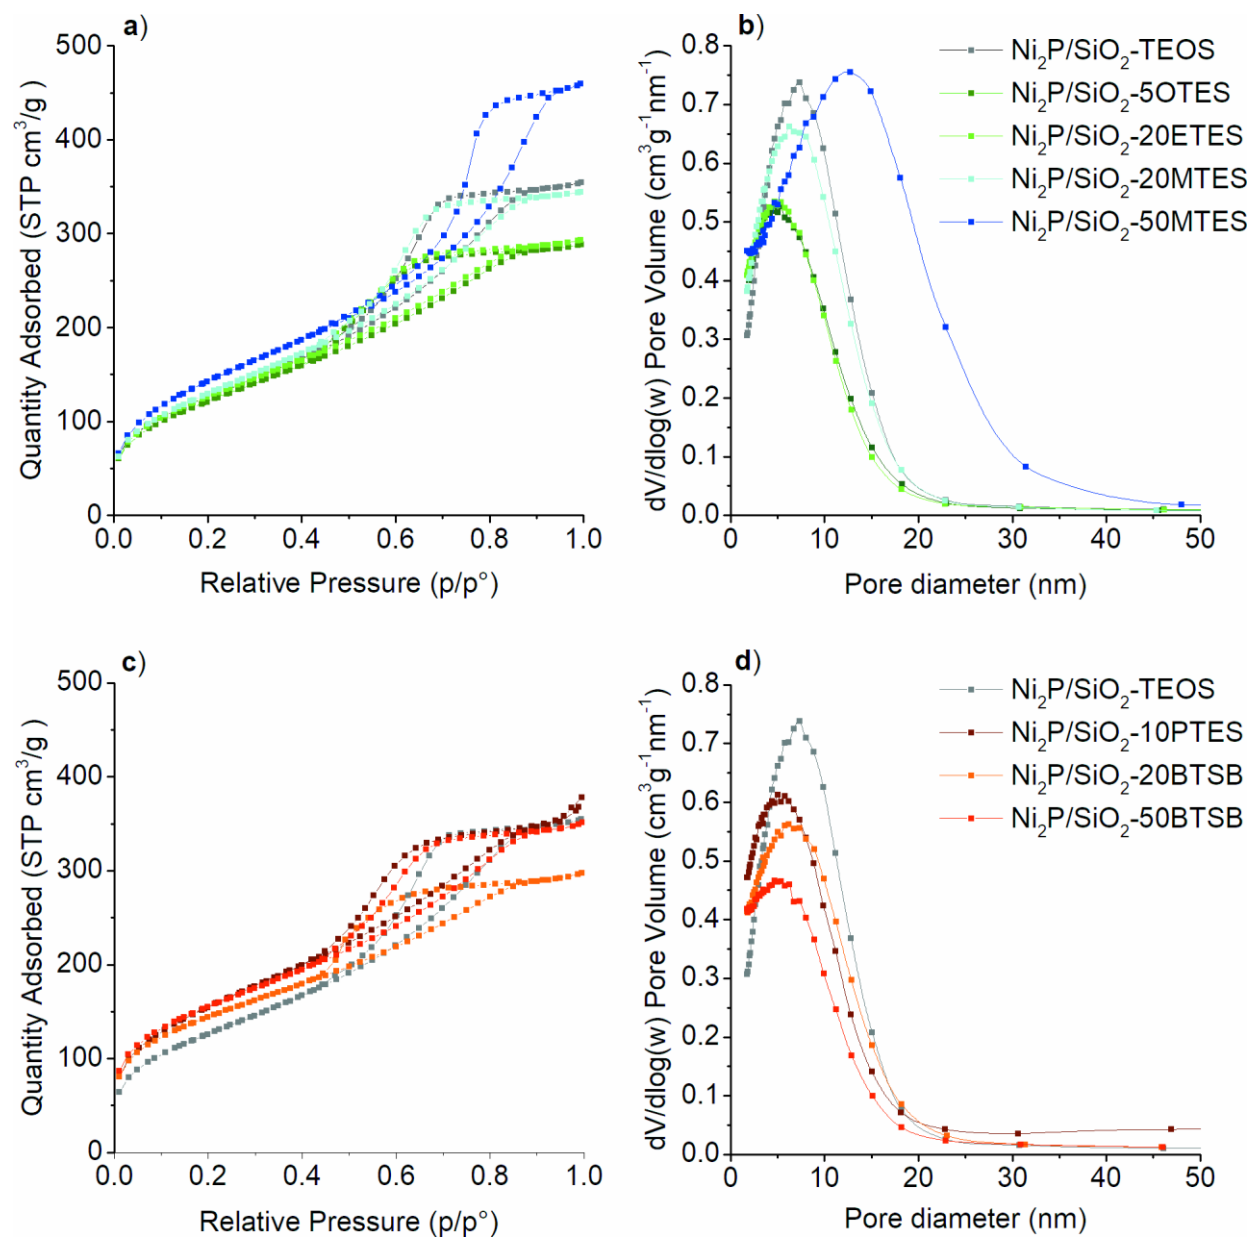 a)
500
400
300
200
100
0
0.0 0.2 0.4 0.6 0.8 1.0
Quantity Adsorbed (STP cm³/g )
Relative Pressure (p/p°)
b)
0.8
0.7
0.6
0.5
0.4
0.3
0.2
0.1
0.0
0 10 20 30 40 50
dV/dlog(w) Pore Volume (cm³g⁻¹nm⁻¹)
Pore diameter (nm)
Ni₂P/SiO₂-TEOS
Ni₂P/SiO₂-5OTES
Ni₂P/SiO₂-20ETES
Ni₂P/SiO₂-20MTES
Ni₂P/SiO₂-50MTES
c)
500
400
300
200
100
0
0.0 0.2 0.4 0.6 0.8 1.0
Quantity Adsorbed (STP cm³/g )
Relative Pressure (p/p°)
d)
0.8
0.7
0.6
0.5
0.4
0.3
0.2
0.1
0.0
0 10 20 30 40 50
dV/dlog(w) Pore Volume (cm³g⁻¹nm⁻¹)
Pore diameter (nm)
Ni₂P/SiO₂-TEOS
Ni₂P/SiO₂-10PTES
Ni₂P/SiO₂-20BTSB
Ni₂P/SiO₂-50BTSB